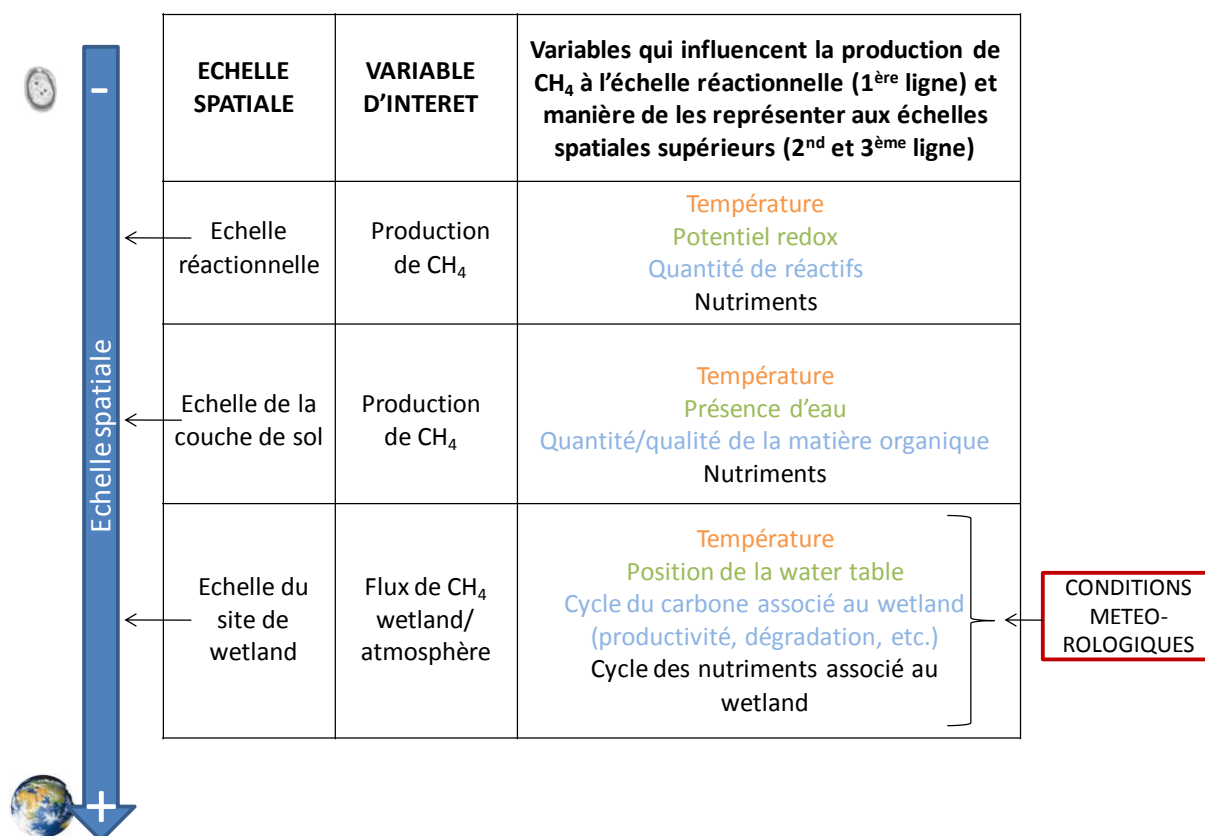 -
Echelle spatiale
+
ECHELLE
SPATIALE
VARIABLE
D'INTERET
Variables qui influencent la production de
CH₄ à l'échelle réactionnelle (1ère ligne) et
manière de les représenter aux échelles
spatiales supérieurs (2nd et 3ème ligne)
Echelle
réactionnelle
Production
de CH₄
Température
Potentiel redox
Quantité de réactifs
Nutriments
Echelle de la
couche de sol
Production
de CH₄
Température
Présence d'eau
Quantité/qualité de la matière organique
Nutriments
Echelle du
site de
wetland
Flux de CH₄
wetland/
atmosphère
Température
Position de la water table
Cycle du carbone associé au wetland
(productivité, dégradation, etc.)
Cycle des nutriments associé au
wetland
CONDITIONS
METEO-
ROLOGIQUES